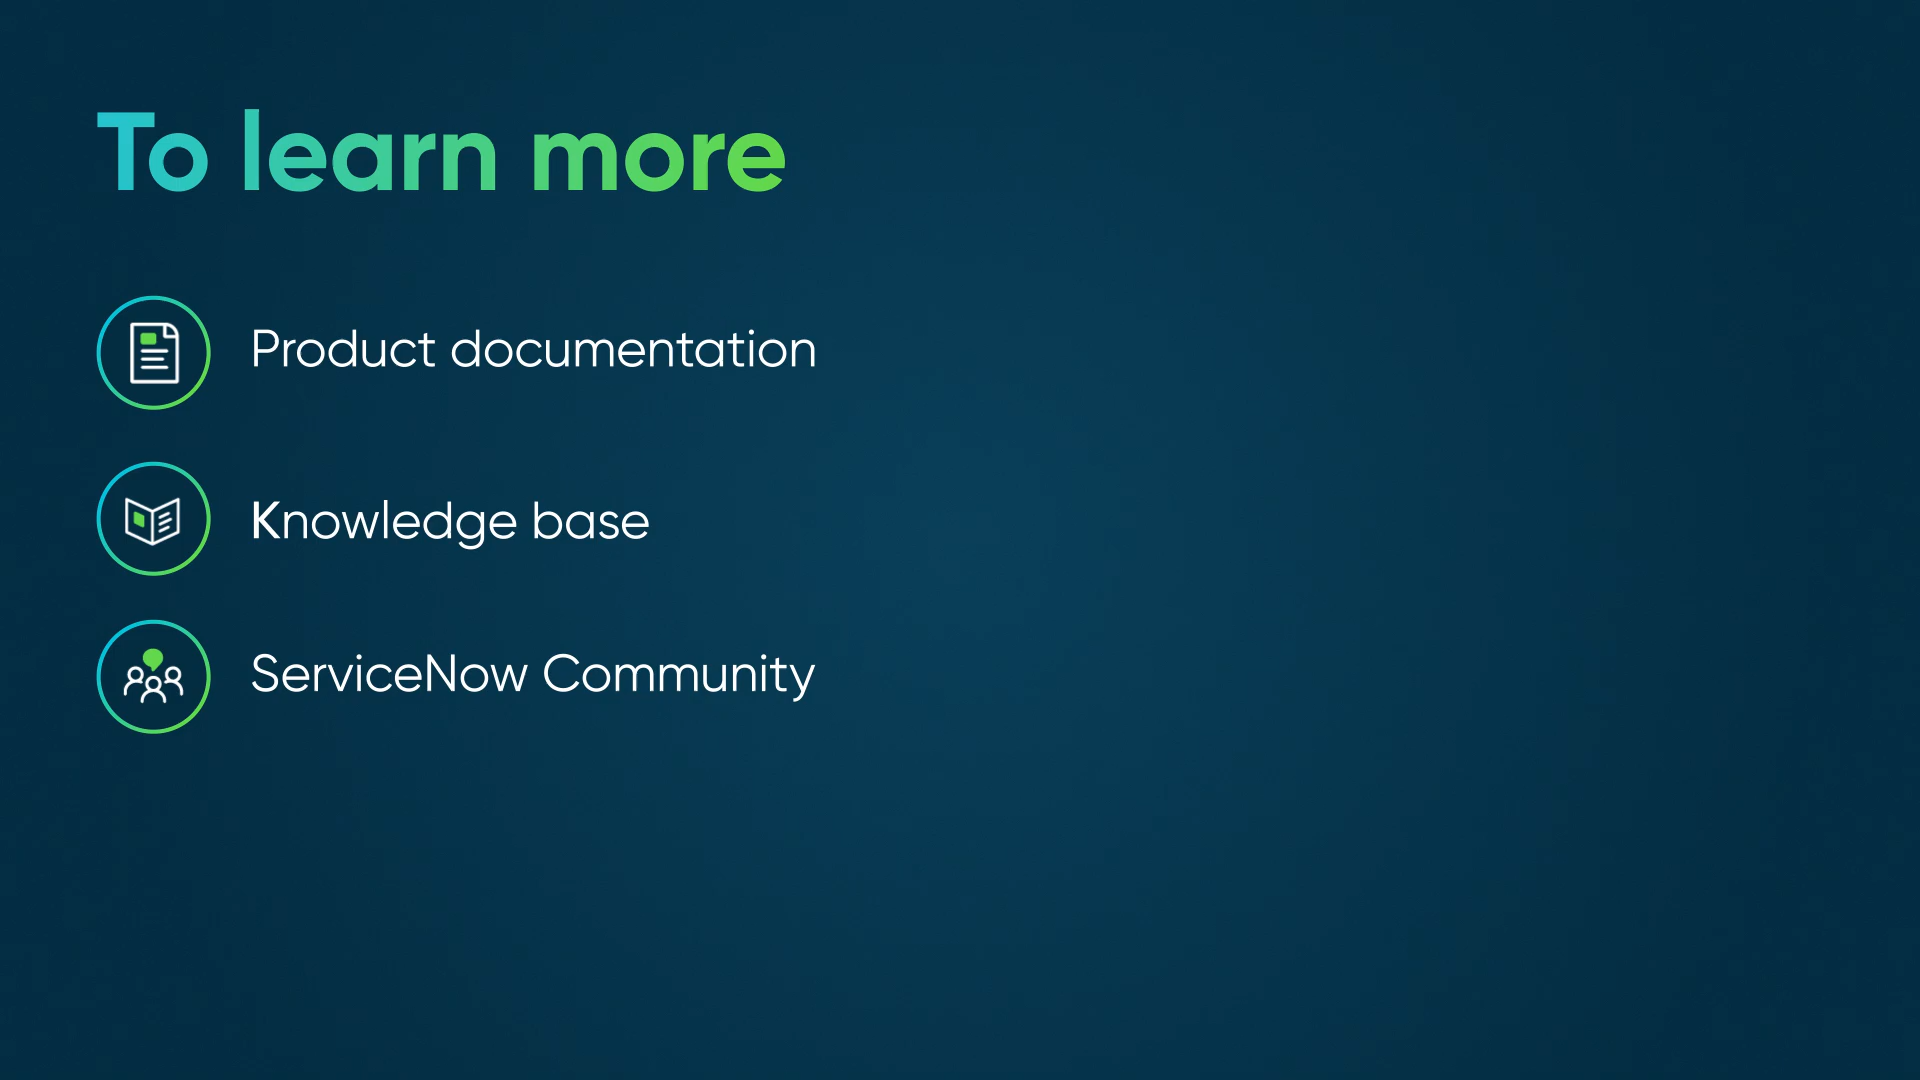 To learn more
Product documentation
Knowledge base
ServiceNow Community